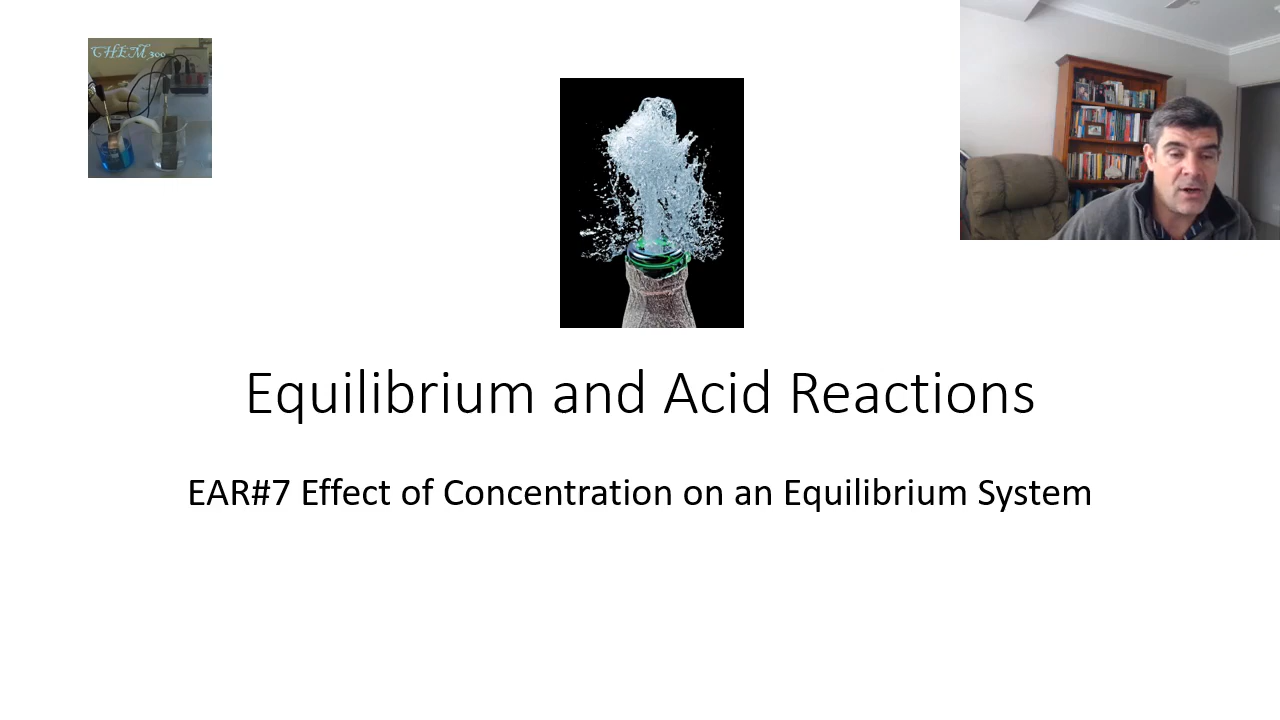 CHEM 300
Equilibrium and Acid Reactions
EAR#7 Effect of Concentration on an Equilibrium System